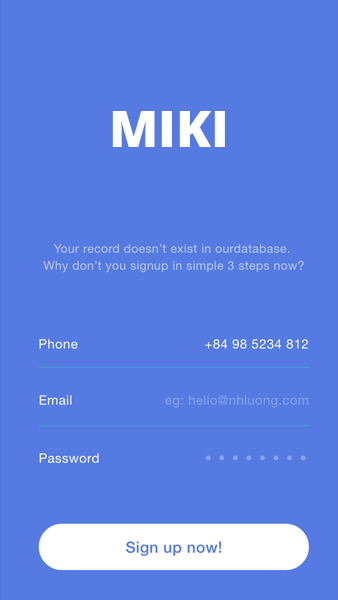 MIKI
Your record doesn't exist in ourdatabase.
Why don't you signup in simple 3 steps now?
Phone +84 98 5234 812
Email eg: hello@nhluong.com
Password
Sign up now!